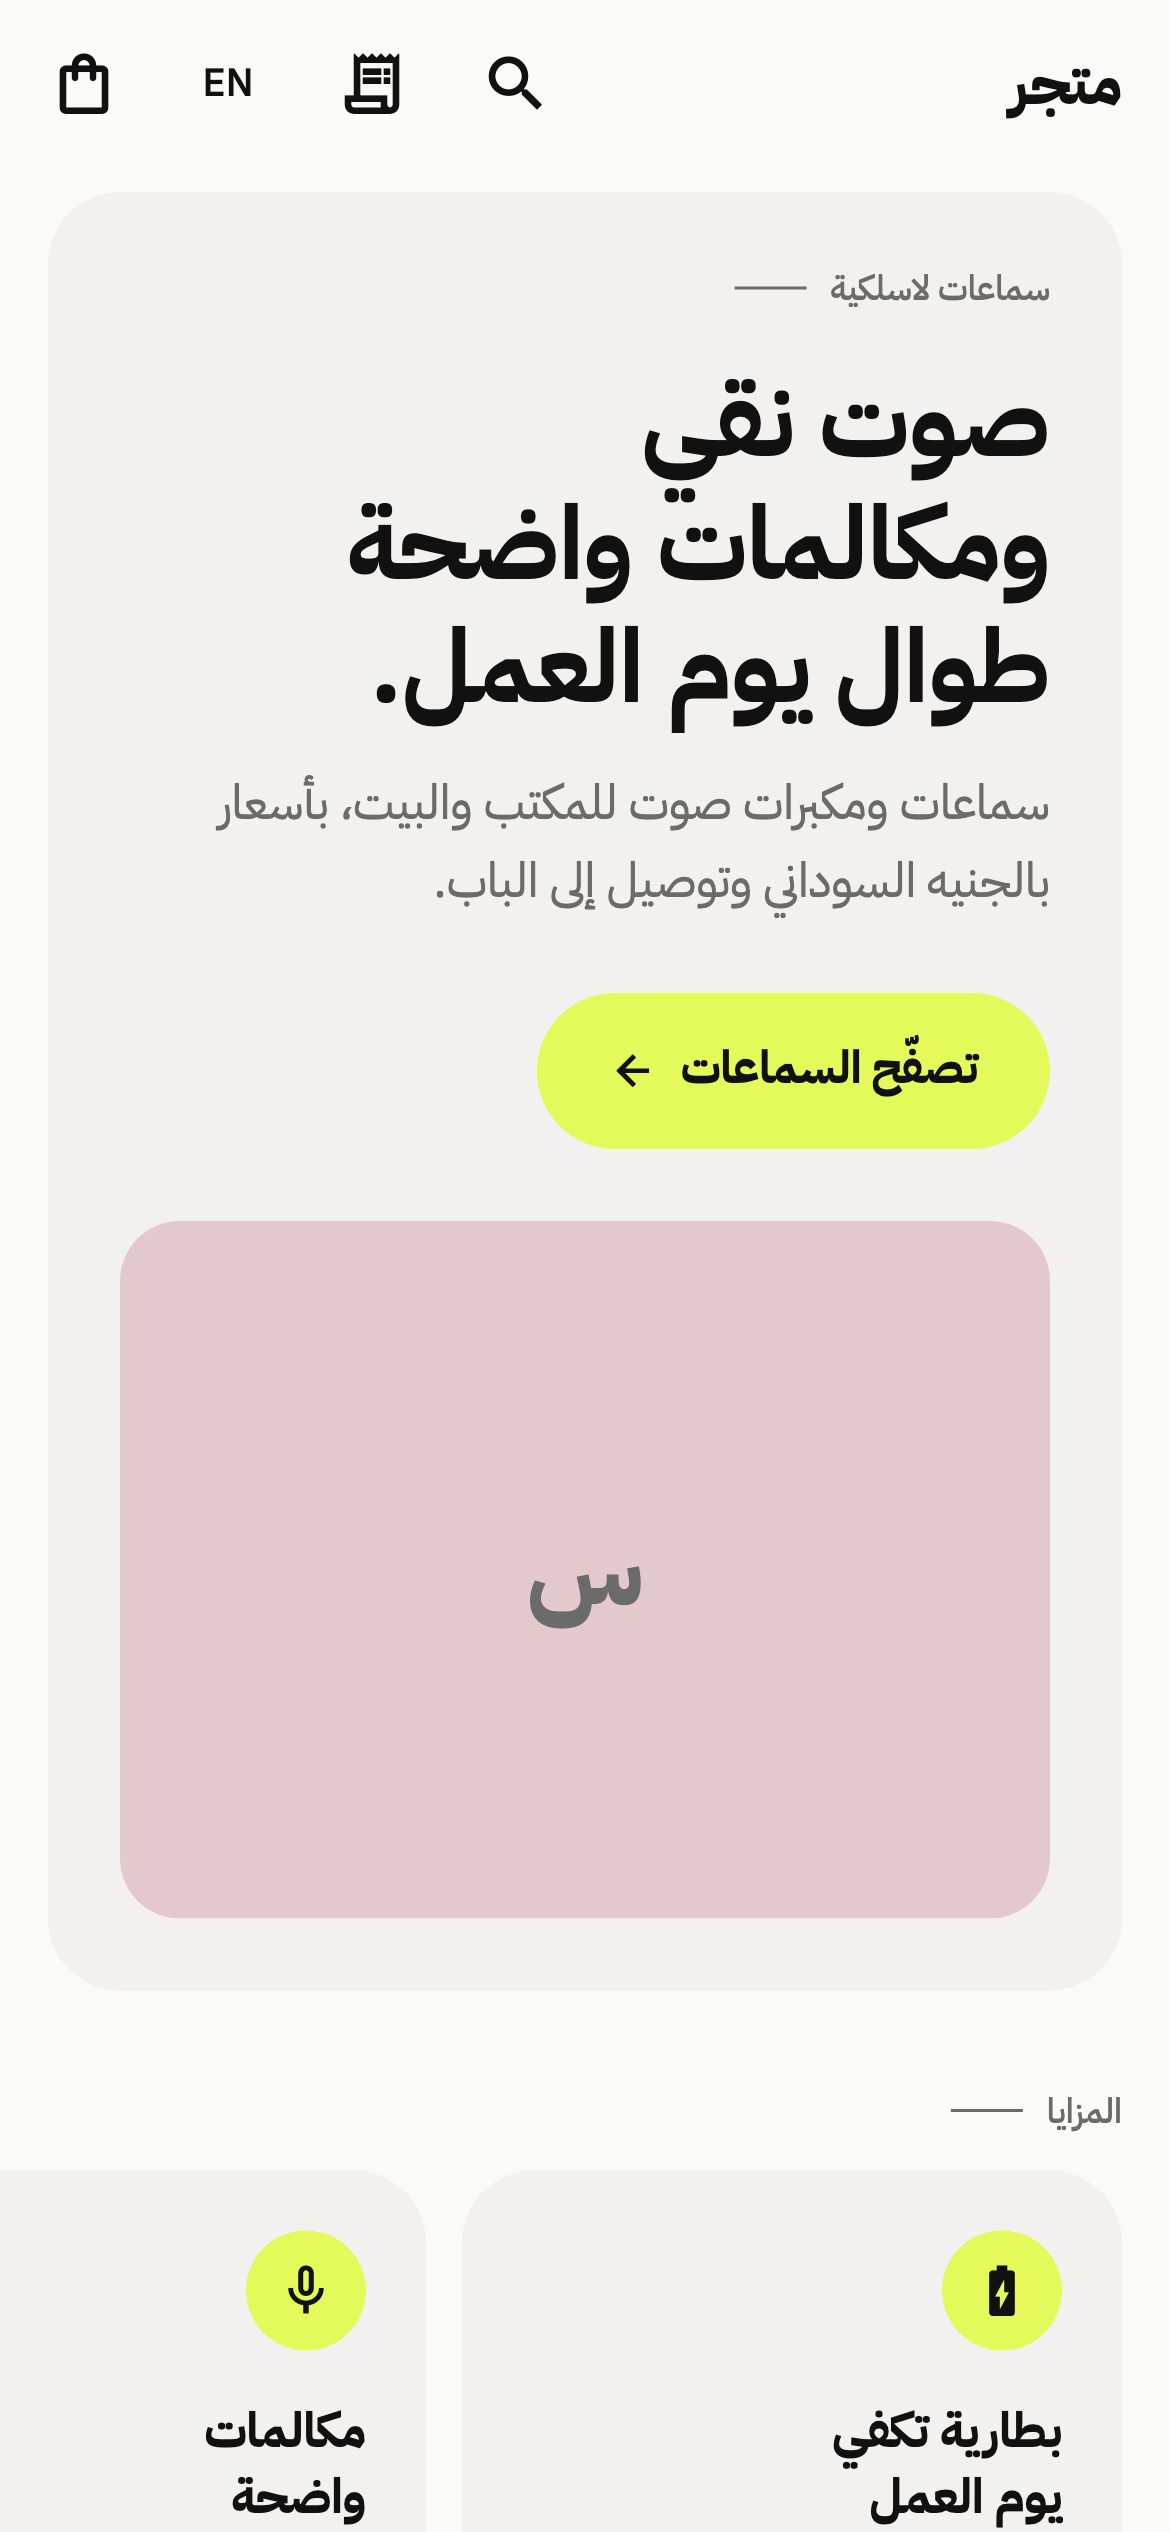 متجر
EN
سماعات لاسلكية
صوت نقي
ومكالمات واضحة
طوال يوم العمل.
سماعات ومكبرات صوت للمكتب والبيت، بأسعار
بالجنيه السوداني وتوصيل إلى الباب.
تصفّح السماعات
س
المزايا
بطارية تكفي
يوم العمل
مكالمات
واضحة